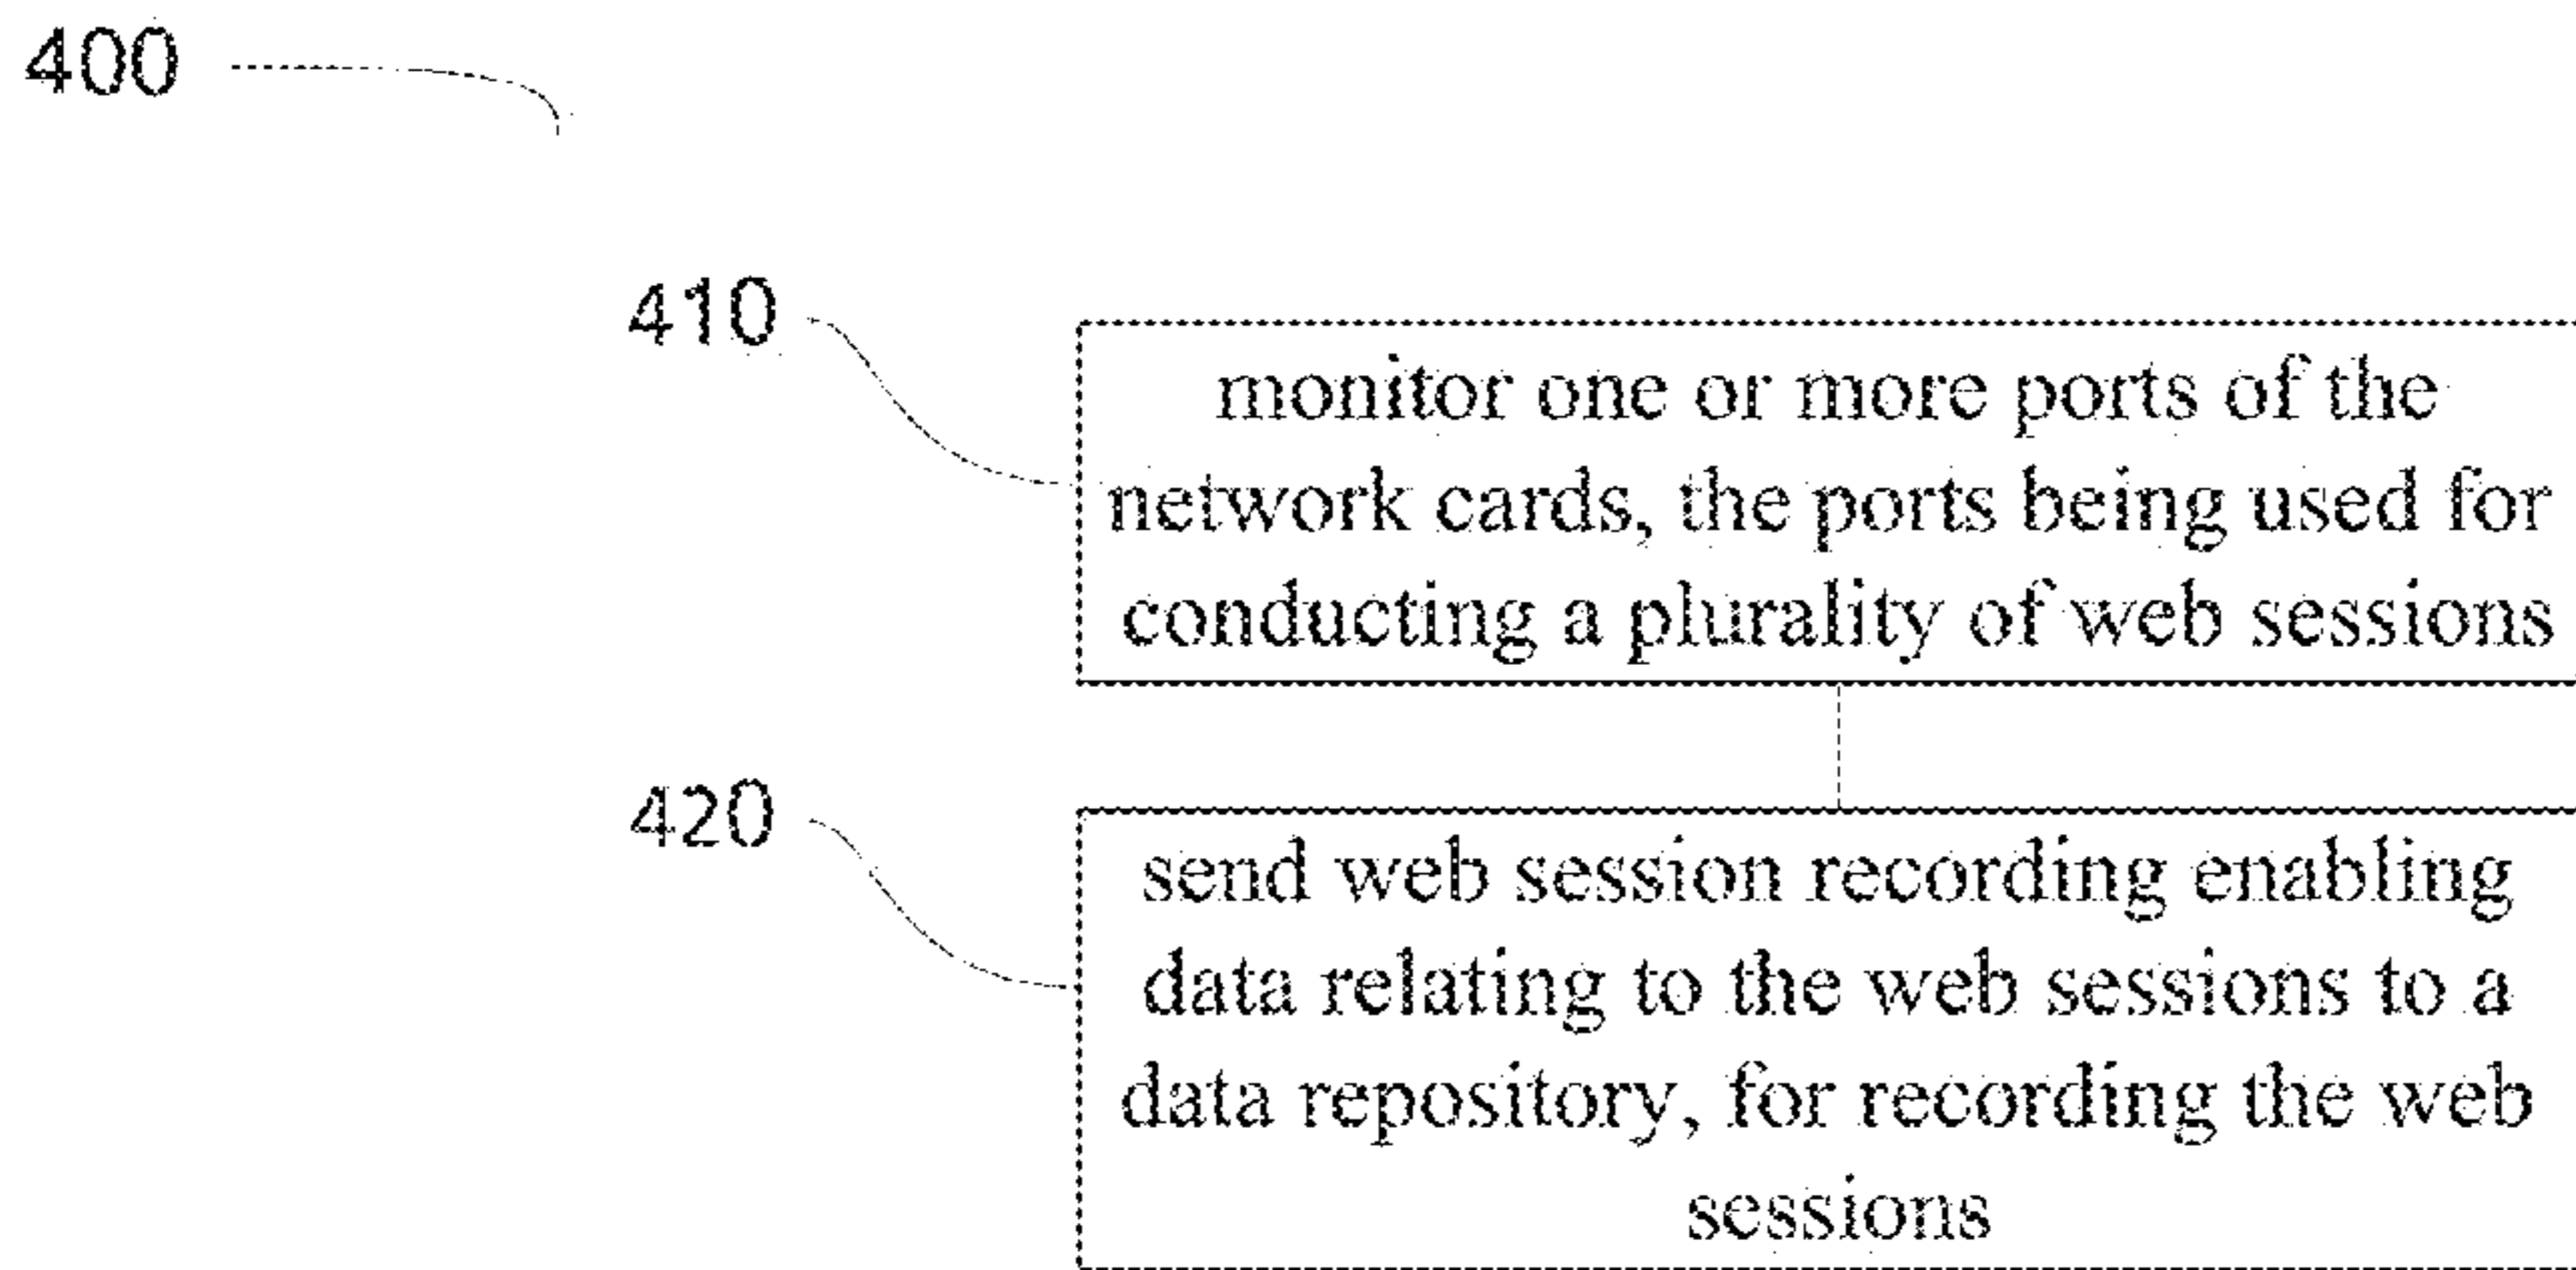 400
410
monitor one or more ports of the
network cards, the ports being used for
conducting a plurality of web sessions
420
send web session recording enabling
data relating to the web sessions to a
data repository, for recording the web
sessions